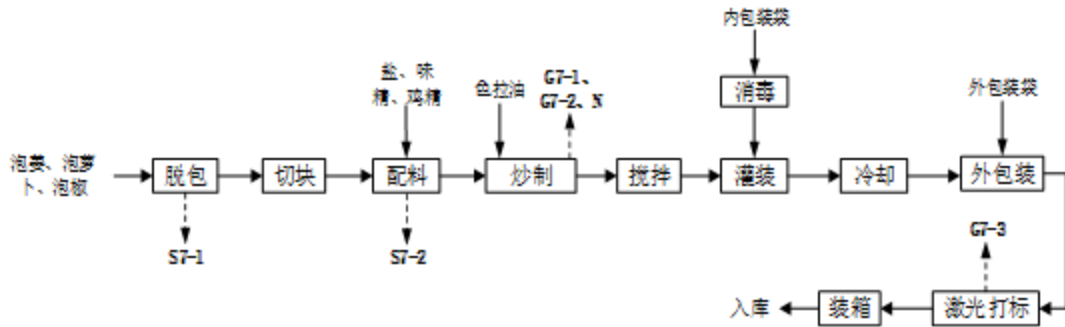 内包装袋
盐、味
精、鸡精
色拉油
G7-1、
G7-2、N
消毒
外包装袋
泡姜、泡萝
卜、泡椒
脱包
切块
配料
炒制
搅拌
灌装
冷却
外包装
S7-1
S7-2
G7-3
入库
装箱
激光打标